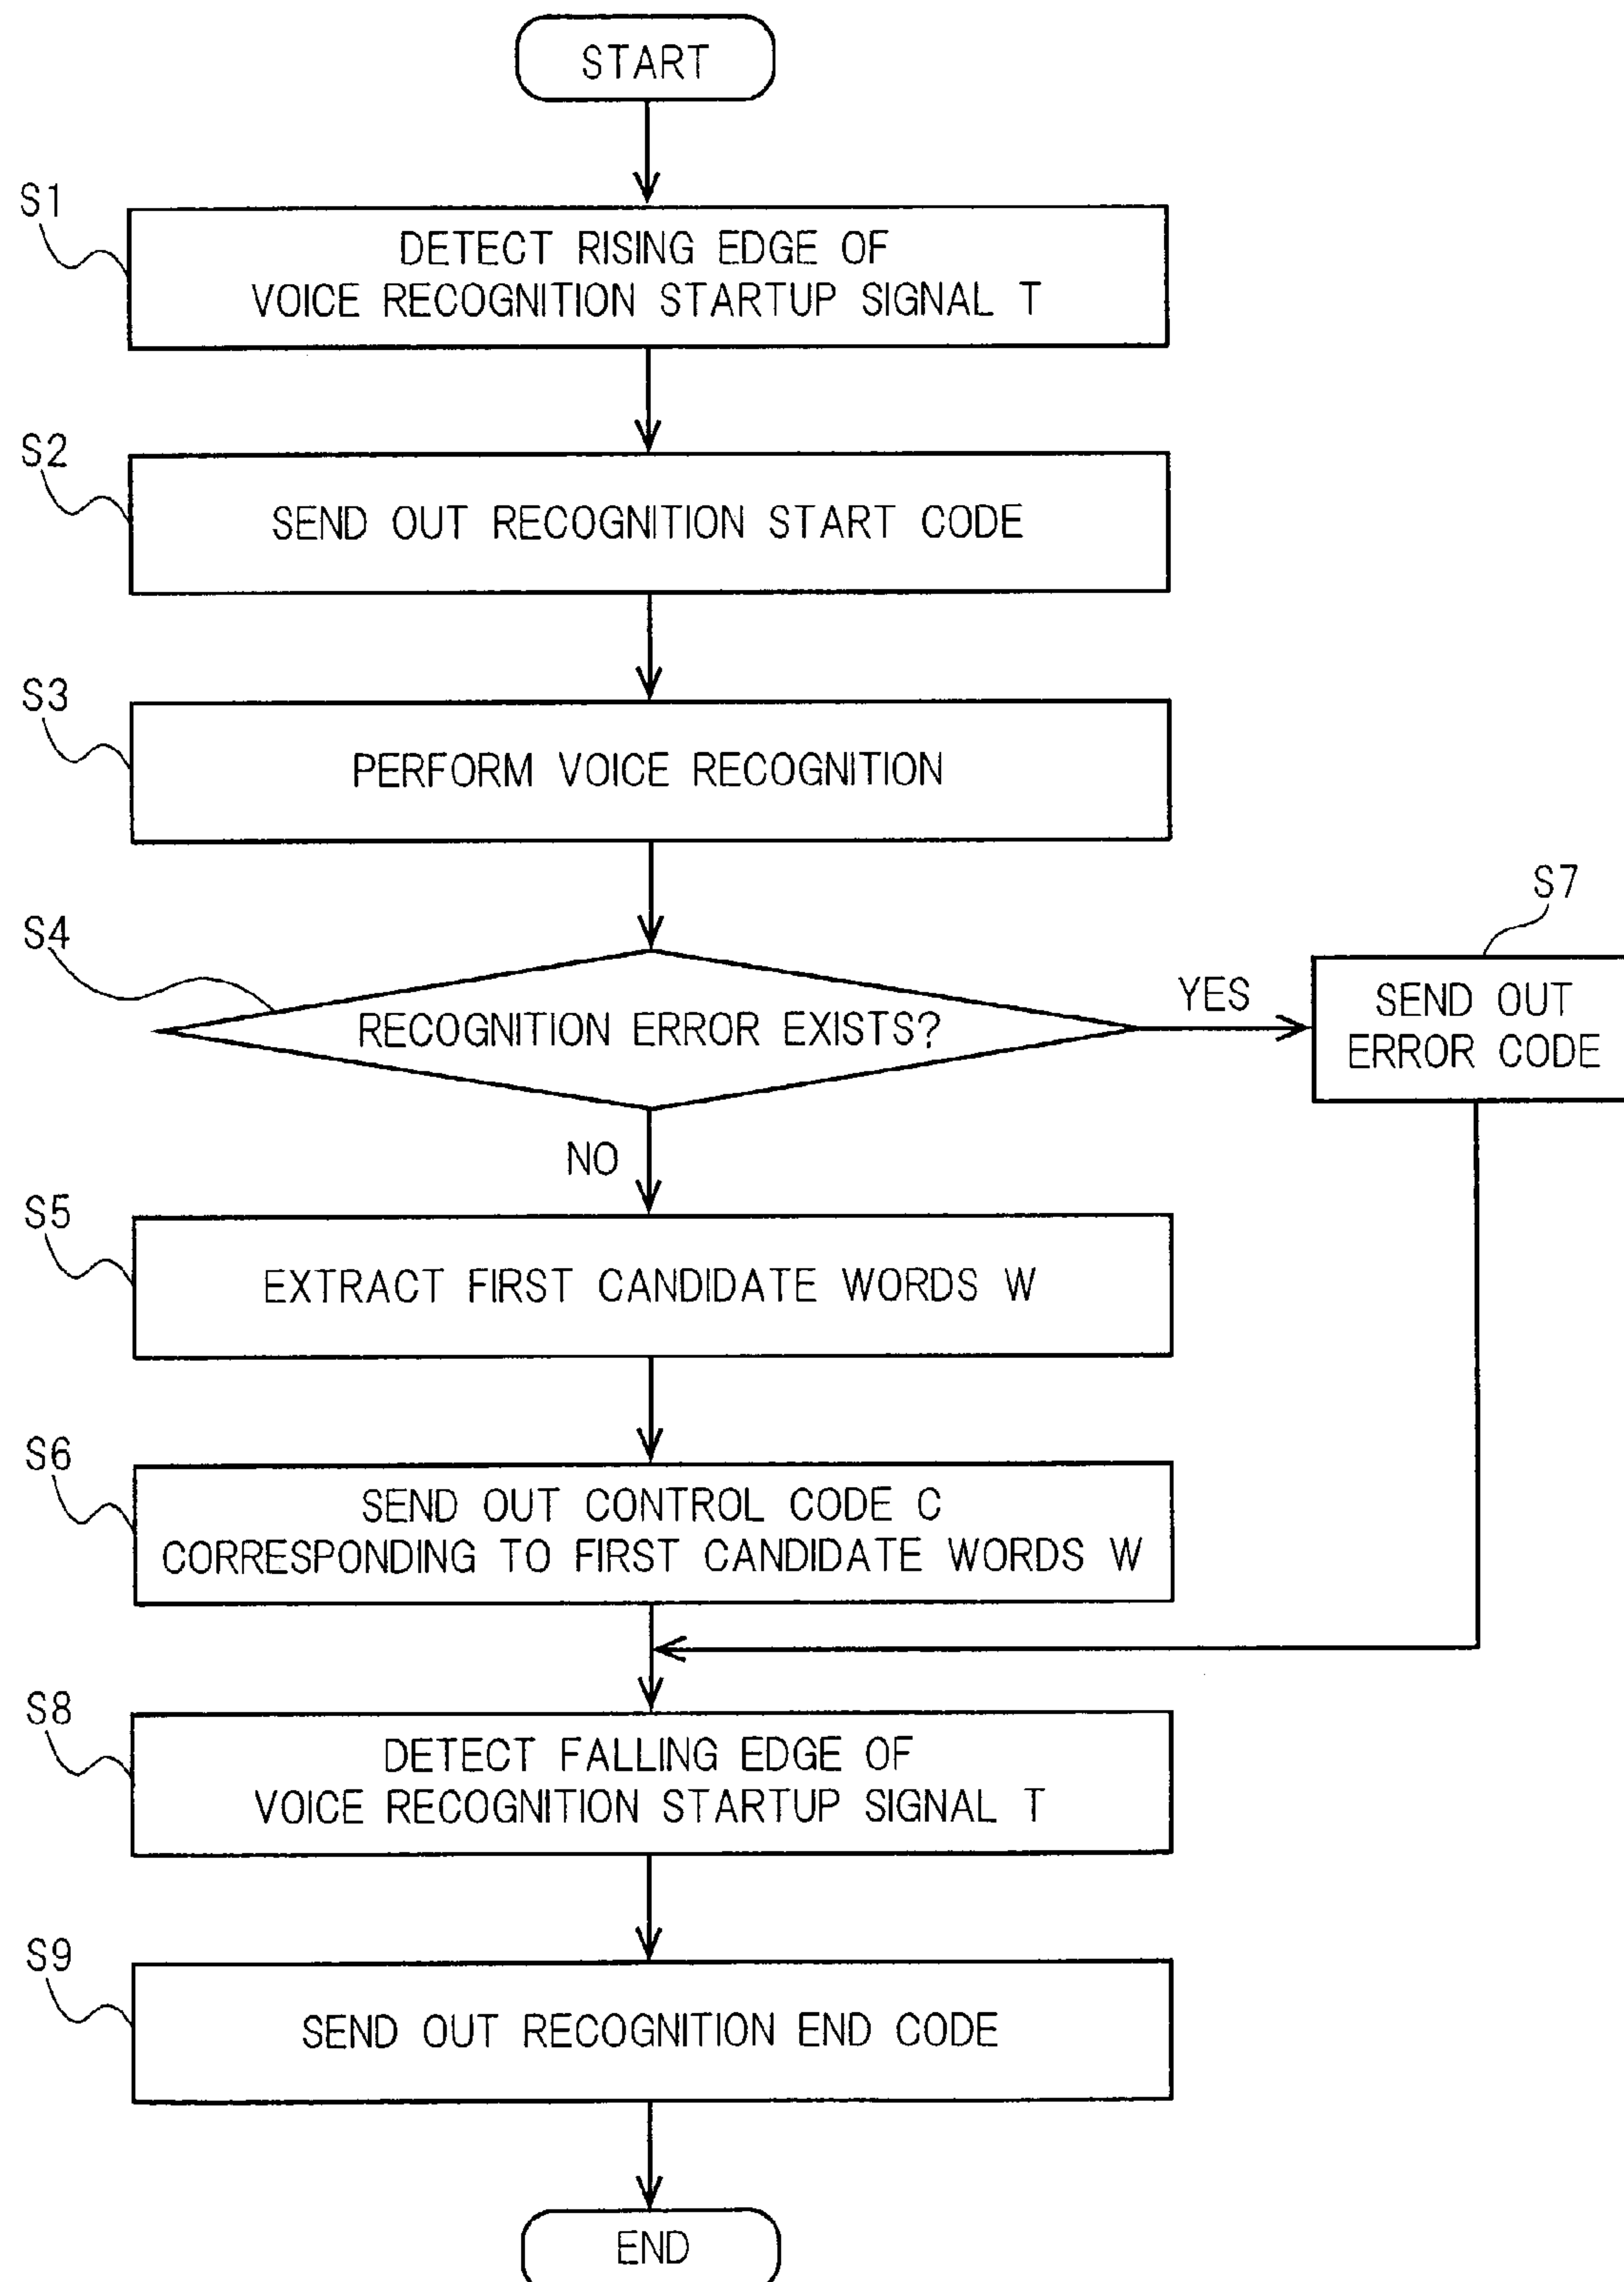 START
S1
DETECT RISING EDGE OF
VOICE RECOGNITION STARTUP SIGNAL T
S2
SEND OUT RECOGNITION START CODE
S3
PERFORM VOICE RECOGNITION
S4
RECOGNITION ERROR EXISTS?
YES
S7
SEND OUT
ERROR CODE
NO
S5
EXTRACT FIRST CANDIDATE WORDS W
S6
SEND OUT CONTROL CODE C
CORRESPONDING TO FIRST CANDIDATE WORDS W
S8
DETECT FALLING EDGE OF
VOICE RECOGNITION STARTUP SIGNAL T
S9
SEND OUT RECOGNITION END CODE
END